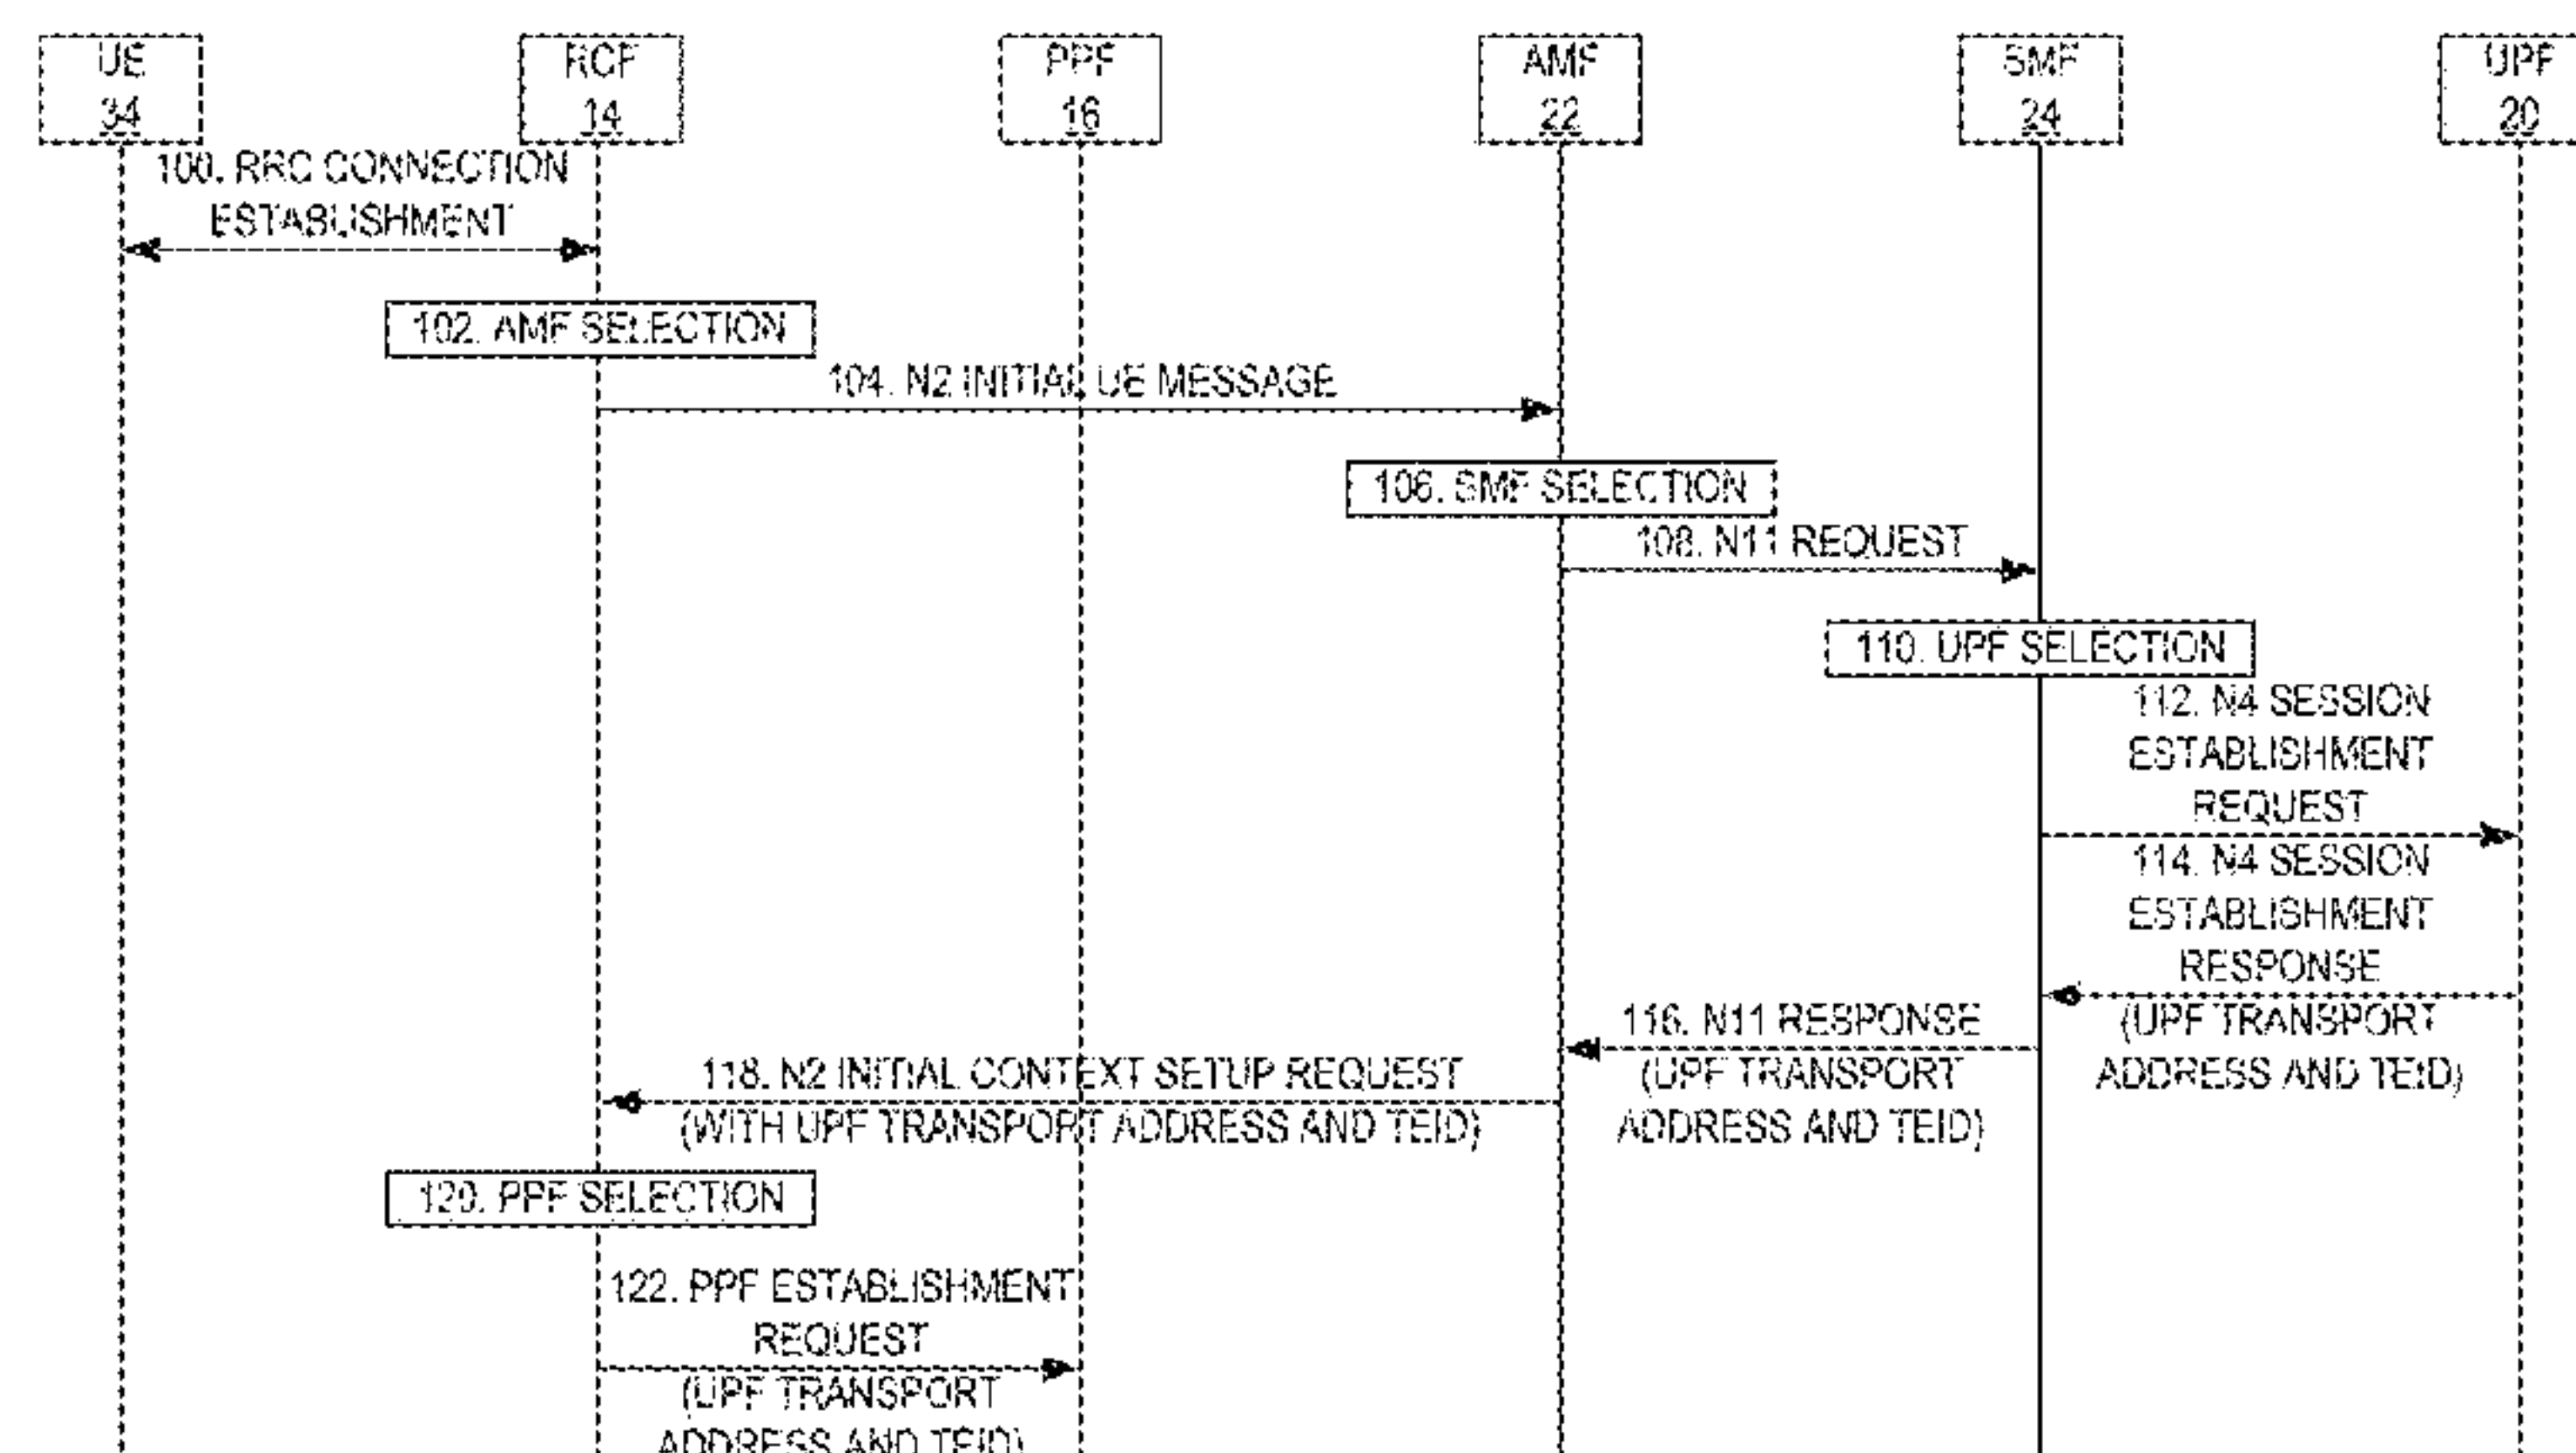 UE
34
RCF
14
PPF
16
AMF
22
SMF
24
UPF
20
100. RRC CONNECTION
ESTABLISHMENT
102. AMF SELECTION
104. N2 INITIAL UE MESSAGE
106. SMF SELECTION
108. N11 REQUEST
110. UPF SELECTION
112. N4 SESSION
ESTABLISHMENT
REQUEST
114. N4 SESSION
ESTABLISHMENT
RESPONSE
(UPF TRANSPORT
ADDRESS AND TEID)
116. N11 RESPONSE
(UPF TRANSPORT
ADDRESS AND TEID)
118. N2 INITIAL CONTEXT SETUP REQUEST
(WITH UPF TRANSPORT ADDRESS AND TEID)
120. PPF SELECTION
122. PPF ESTABLISHMENT
REQUEST
(UPF TRANSPORT
ADDRESS AND TEID)